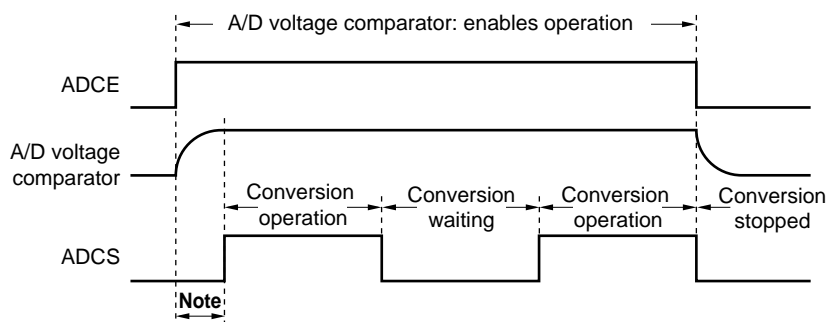 A/D voltage comparator: enables operation
ADCE
A/D voltage
comparator
Conversion
operation
Conversion
waiting
Conversion
operation
Conversion
stopped
ADCS
Note